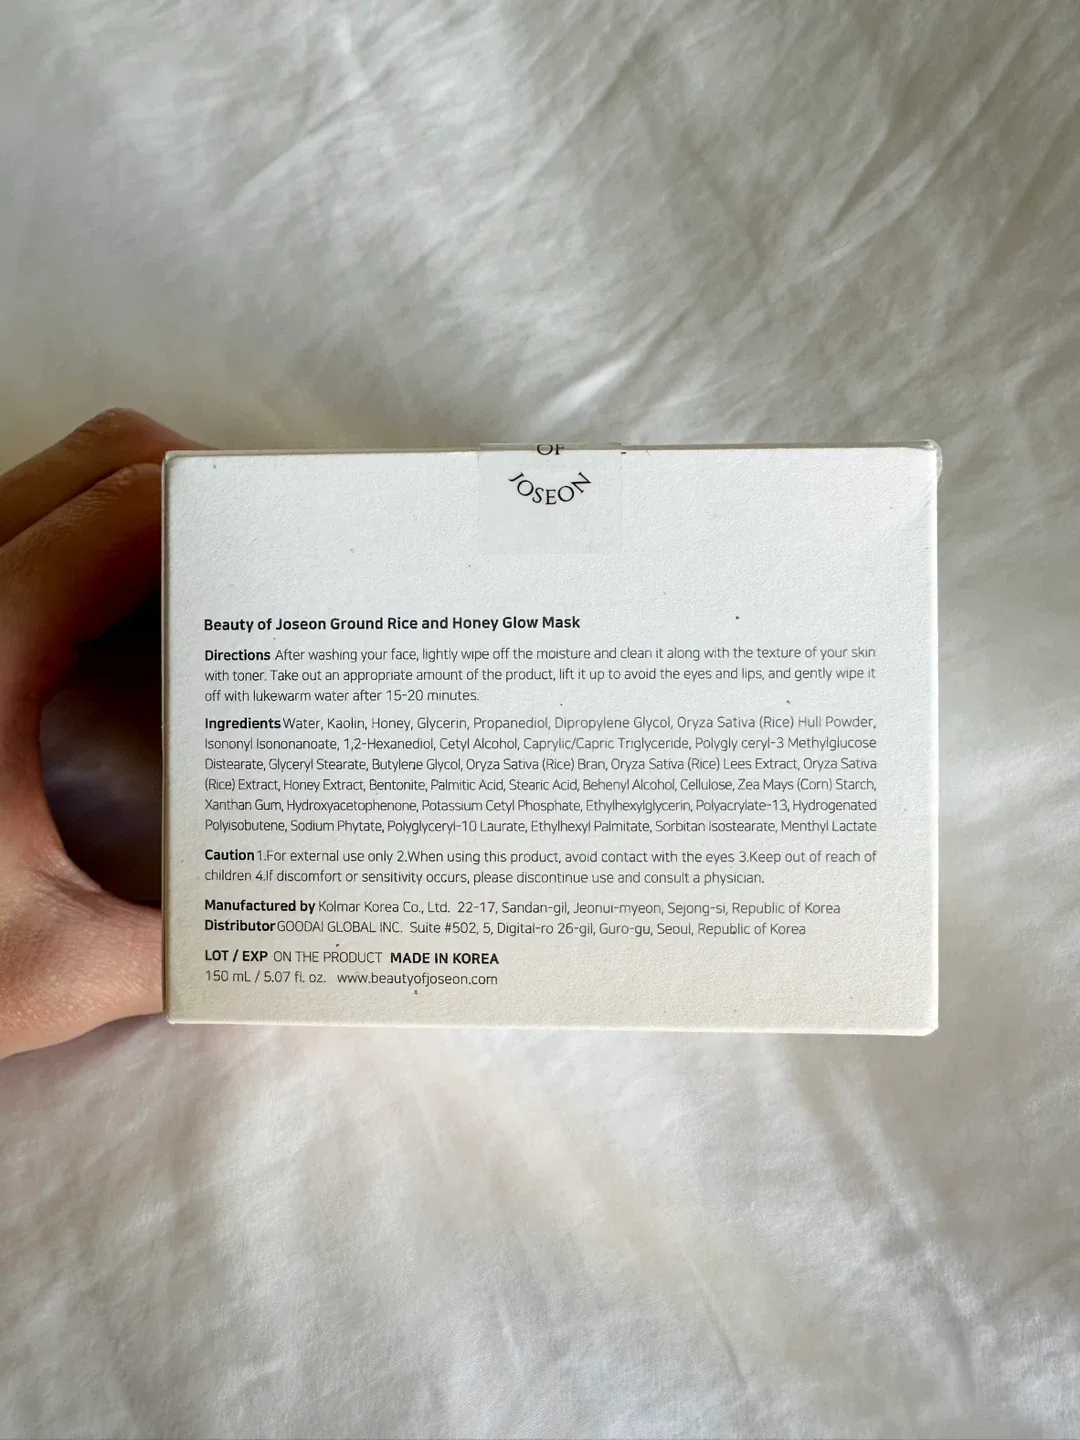 OF
JOSEON
Beauty of Joseon Ground Rice and Honey Glow Mask
Directions After washing your face, lightly wipe off the moisture and clean it along with the texture of your skin
with toner. Take out an appropriate amount of the product, lift it up to avoid the eyes and lips, and gently wipe it
off with lukewarm water after 15-20 minutes.
Ingredients Water, Kaolin, Honey, Glycerin, Propanediol, Dipropylene Glycol, Oryza Sativa (Rice) Hull Powder,
Isononyl Isononanoate, 1,2-Hexanediol, Cetyl Alcohol, Caprylic/Capric Triglyceride, Polygly ceryl-3 Methylglucose
Distearate, Glyceryl Stearate, Butylene Glycol, Oryza Sativa (Rice) Bran, Oryza Sativa (Rice) Lees Extract, Oryza Sativa
(Rice) Extract, Honey Extract, Bentonite, Palmitic Acid, Stearic Acid, Behenyl Alcohol, Cellulose, Zea Mays (Corn) Starch,
Xanthan Gum, Hydroxyacetophenone, Potassium Cetyl Phosphate, Ethylhexylglycerin, Polyacrylate-13, Hydrogenated
Polyisobutene, Sodium Phytate, Polyglyceryl-10 Laurate, Ethylhexyl Palmitate, Sorbitan Isostearate, Menthyl Lactate
Caution 1.For external use only 2.When using this product, avoid contact with the eyes 3.Keep out of reach of
children 4.If discomfort or sensitivity occurs, please discontinue use and consult a physician.
Manufactured by Kolmar Korea Co., Ltd. 22-17, Sandan-gil, Jeonui-myeon, Sejong-si, Republic of Korea
Distributor GOODAI GLOBAL INC. Suite #502, 5, Digital-ro 26-gil, Guro-gu, Seoul, Republic of Korea
LOT / EXP ON THE PRODUCT MADE IN KOREA
150 mL / 5.07 fl. oz. www.beautyofjoseon.com